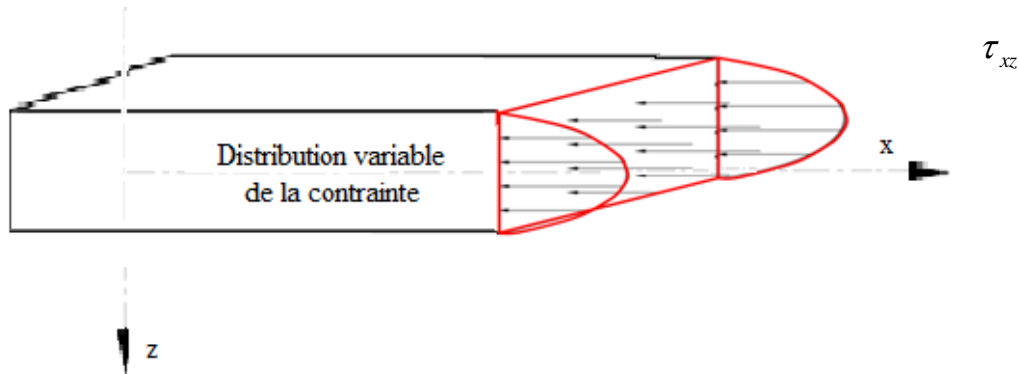 τxz
x
Distribution variable
de la contrainte
z